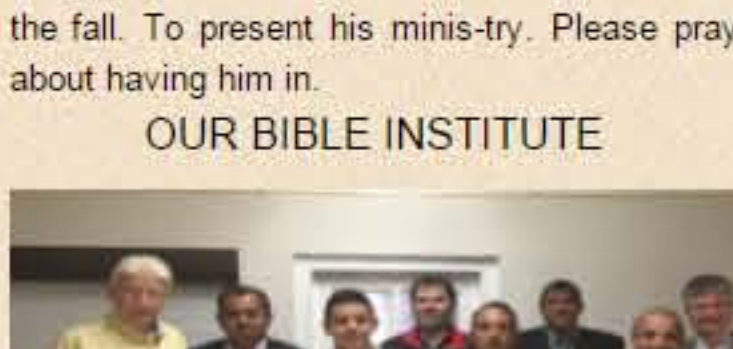 the fall. To present his minis-try. Please pray
about having him in.
OUR BIBLE INSTITUTE